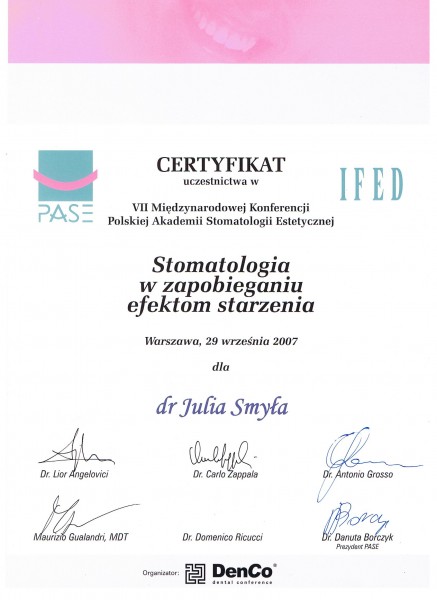 CERTYFIKAT
uczestnictwa w
PASE
IFED
VII Międzynarodowej Konferencji
Polskiej Akademii Stomatologii Estetycznej
Stomatologia
w zapobieganiu
efektom starzenia
Warszawa, 29 września 2007
dla
dr Julia Smyła
Dr. Lior Angelovici
Dr. Carlo Zappala
Dr. Antonio Grosso
Maurizio Gualandri, MDT
Dr. Domenico Ricucci
Dr. Danuta Borczyk
Prezydent PASE
Organizator: DenCo
dental conference